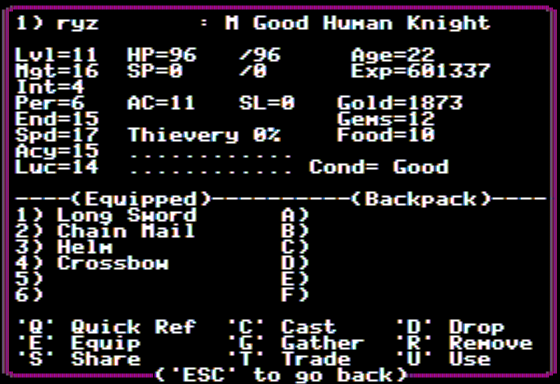 1) ryz : M Good Human Knight
Lvl=11 HP=96 /96 Age=22
Mgt=16 SP=0 /0 Exp=601337
Int=4
Per=6 AC=11 SL=0 Gold=1873
End=15 Gems=12
Spd=17 Thievery 0% Food=10
Acy=15 .............
Luc=14 ............. Cond= Good
----(Equipped)----------(Backpack)----
1) Long Sword A)
2) Chain Mail B)
3) Helm C)
4) Crossbow D)
5) E)
6) F)
'Q' Quick Ref 'C' Cast 'D' Drop
'E' Equip 'G' Gather 'R' Remove
'S' Share 'T' Trade 'U' Use
('ESC' to go back)